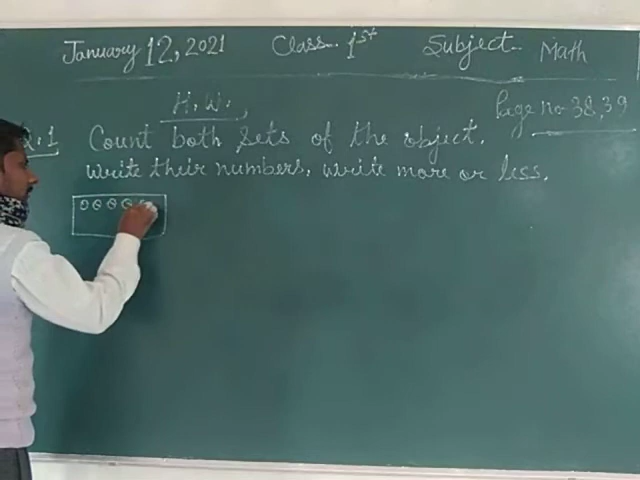 January 12, 2021 Class. 1st Subject. Math
H.W. Page no 38, 39
Count both sets of the object.
write their numbers, write more or less.